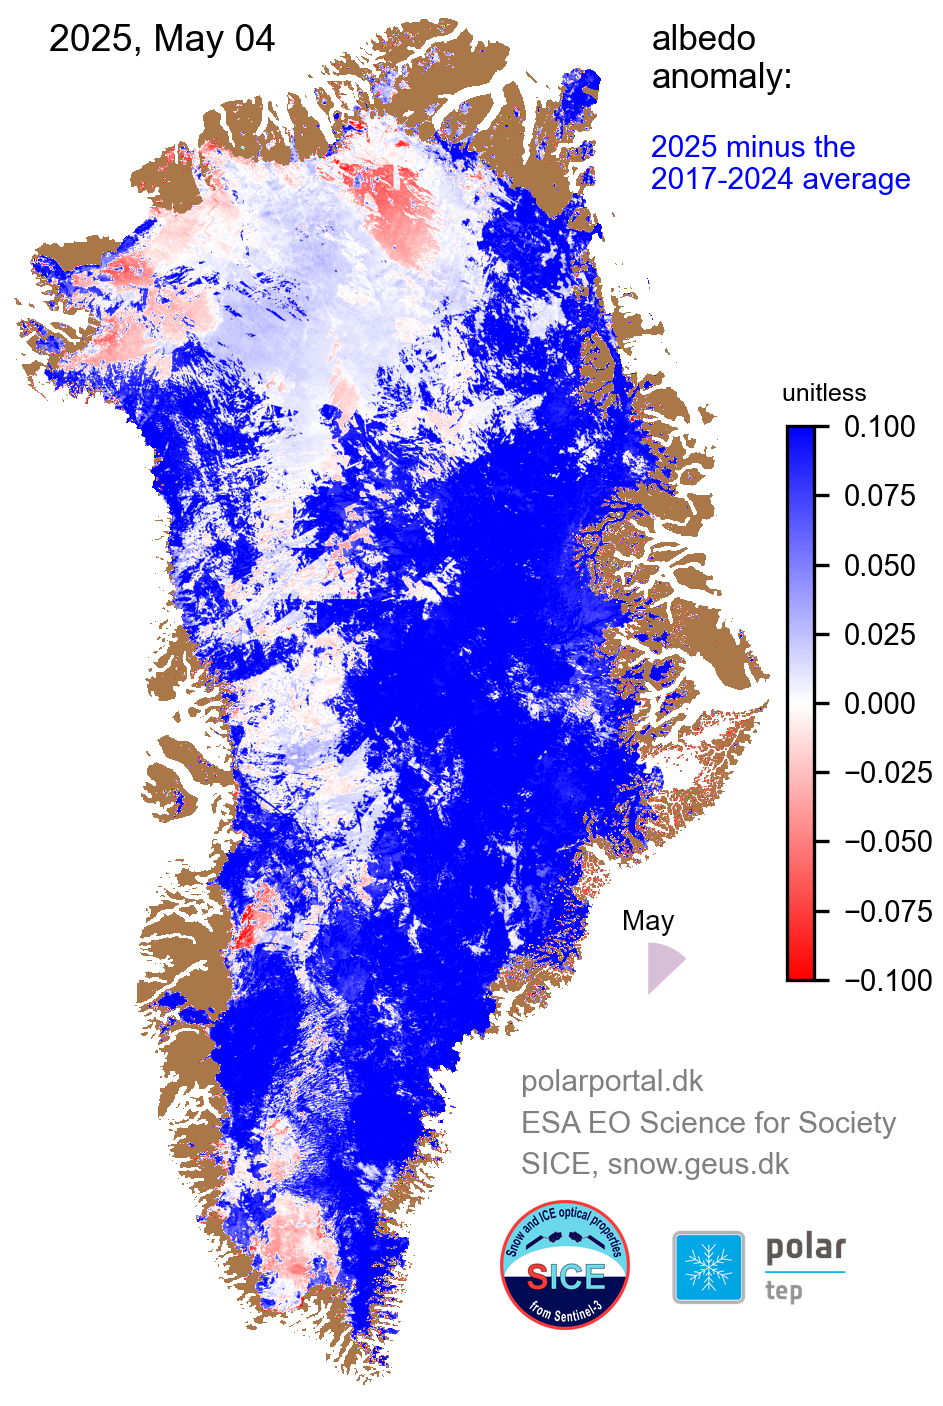 2025, May 04
albedo
anomaly:
2025 minus the
2017-2024 average
unitless
0.100
0.075
0.050
0.025
0.000
−0.025
−0.050
−0.075
−0.100
May
polarportal.dk
ESA EO Science for Society
SICE, snow.geus.dk
Snow and ICE optical properties
SICE
from Sentinel-3
polar
tep